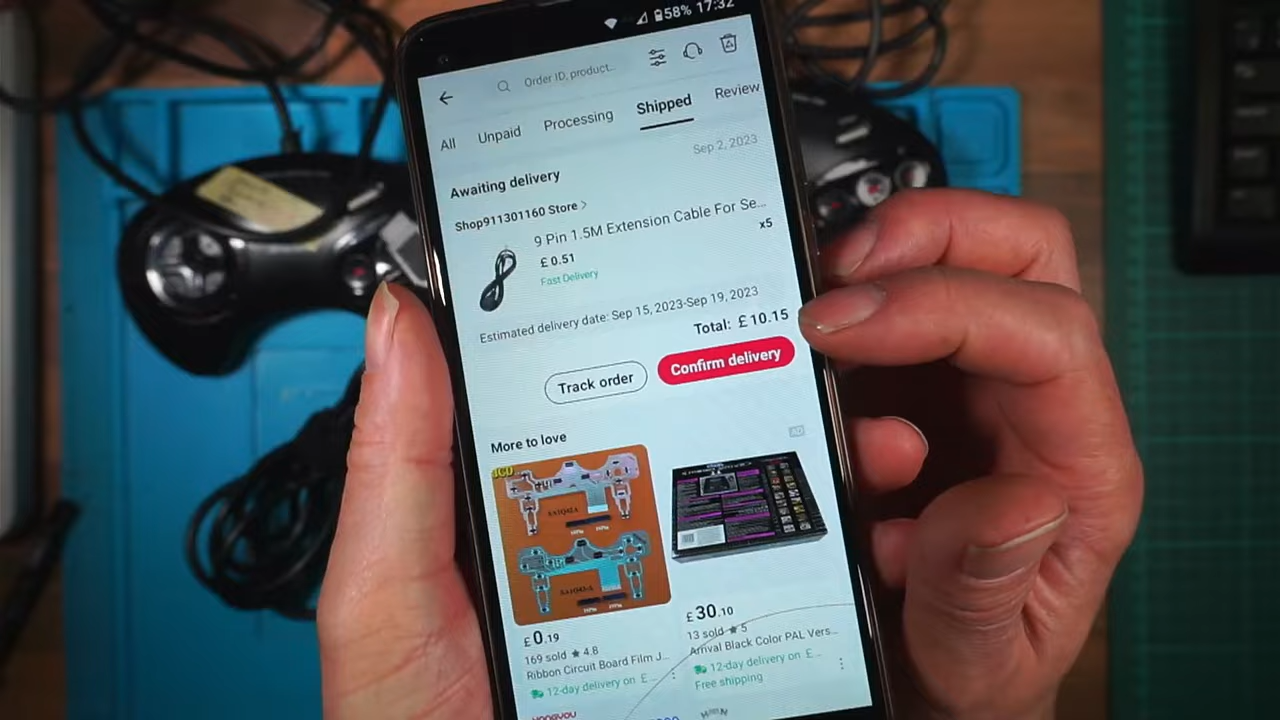 58% 17:32
Order ID, product...
All Unpaid Processing Shipped Review
Sep 2, 2023
Awaiting delivery
Shop911301160 Store >
9 Pin 1.5M Extension Cable For Se...
£ 0.51
x5
Fast Delivery
Estimated delivery date: Sep 15, 2023-Sep 19, 2023
Total: £ 10.15
Track order
Confirm delivery
More to love
AD
JCD
SA1Q42A
SA1Q43-A
£0.19
169 sold ★ 4.8
Ribbon Circuit Board Film J...
12-day delivery on £ ...
£30.10
13 sold ★ 5
Arrival Black Color PAL Vers...
12-day delivery on £ ...
Free shipping